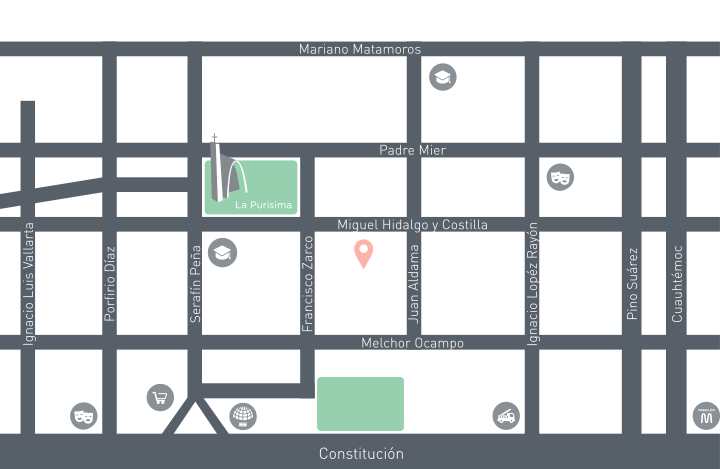 Mariano Matamoros
Padre Mier
La Purísima
Miguel Hidalgo y Costilla
Ignacio Luis Vallarta
Porfirio Díaz
Serafín Peña
Francisco Zarco
Juan Aldama
Ignacio Lopéz Rayón
Pino Suárez
Cuauhtémoc
Melchor Ocampo
M
Constitución